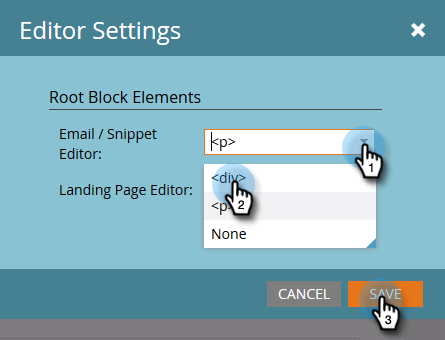 Editor Settings
Root Block Elements
Email / Snippet
Editor:
<p>
1
Landing Page Editor:
<div>
2
<p>
None
CANCEL
SAVE
3